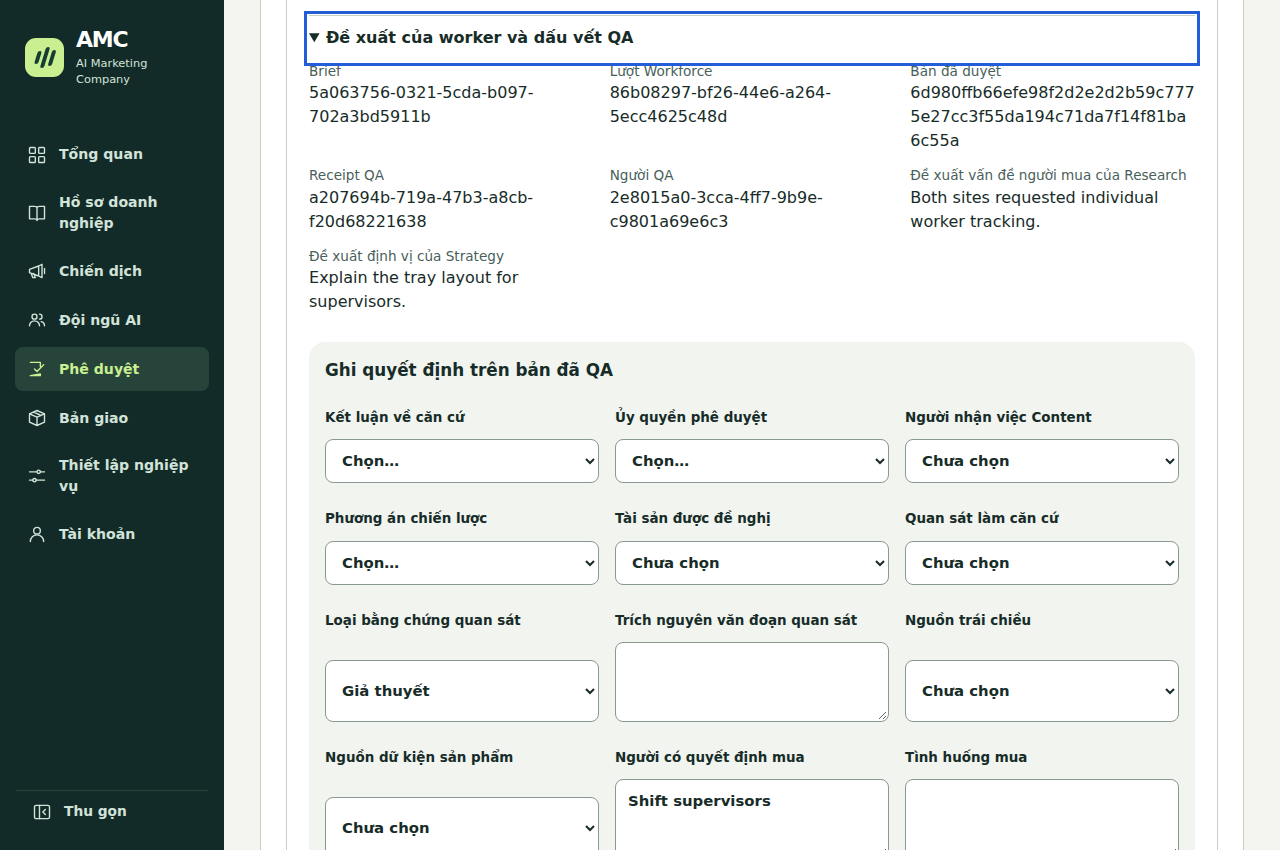 AMC
AI Marketing
Company
Tổng quan
Hồ sơ doanh
nghiệp
Chiến dịch
Đội ngũ AI
Phê duyệt
Bàn giao
Thiết lập nghiệp
vụ
Tài khoản
Thu gọn
▼ Đề xuất của worker và dấu vết QA
Brief
5a063756-0321-5cda-b097-
702a3bd5911b
Lượt Workforce
86b08297-bf26-44e6-a264-
5ecc4625c48d
Bản đã duyệt
6d980ffb66efe98f2d2e2d2b59c777
5e27cc3f55da194c71da7f14f81ba
6c55a
Receipt QA
a207694b-719a-47b3-a8cb-
f20d68221638
Người QA
2e8015a0-3cca-4ff7-9b9e-
c9801a69e6c3
Đề xuất vấn đề người mua của Research
Both sites requested individual
worker tracking.
Đề xuất định vị của Strategy
Explain the tray layout for
supervisors.
Ghi quyết định trên bản đã QA
Kết luận về căn cứ
Chọn…
Ủy quyền phê duyệt
Chọn…
Người nhận việc Content
Chưa chọn
Phương án chiến lược
Chọn…
Tài sản được đề nghị
Chưa chọn
Quan sát làm căn cứ
Chưa chọn
Loại bằng chứng quan sát
Giả thuyết
Trích nguyên văn đoạn quan sát
Nguồn trái chiều
Chưa chọn
Nguồn dữ kiện sản phẩm
Chưa chọn
Người có quyết định mua
Shift supervisors
Tình huống mua